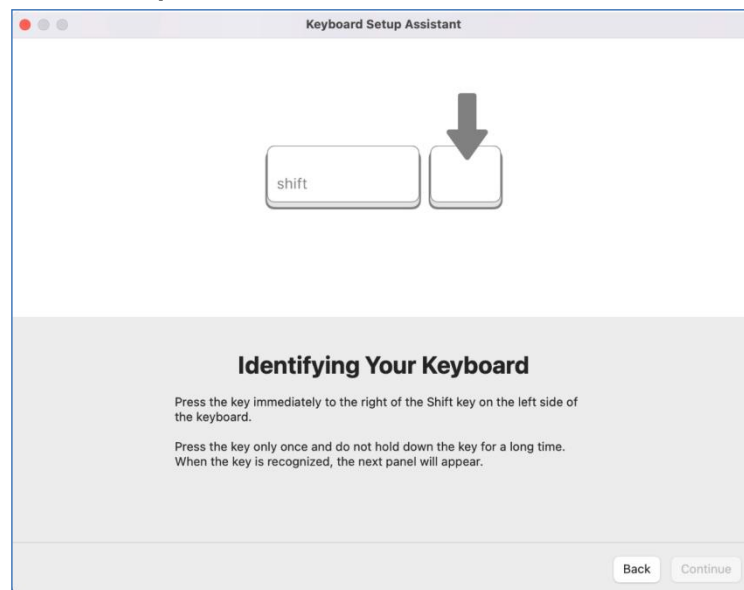 Keyboard Setup Assistant
shift
Identifying Your Keyboard
Press the key immediately to the right of the Shift key on the left side of
the keyboard.
Press the key only once and do not hold down the key for a long time.
When the key is recognized, the next panel will appear.
Back
Continue